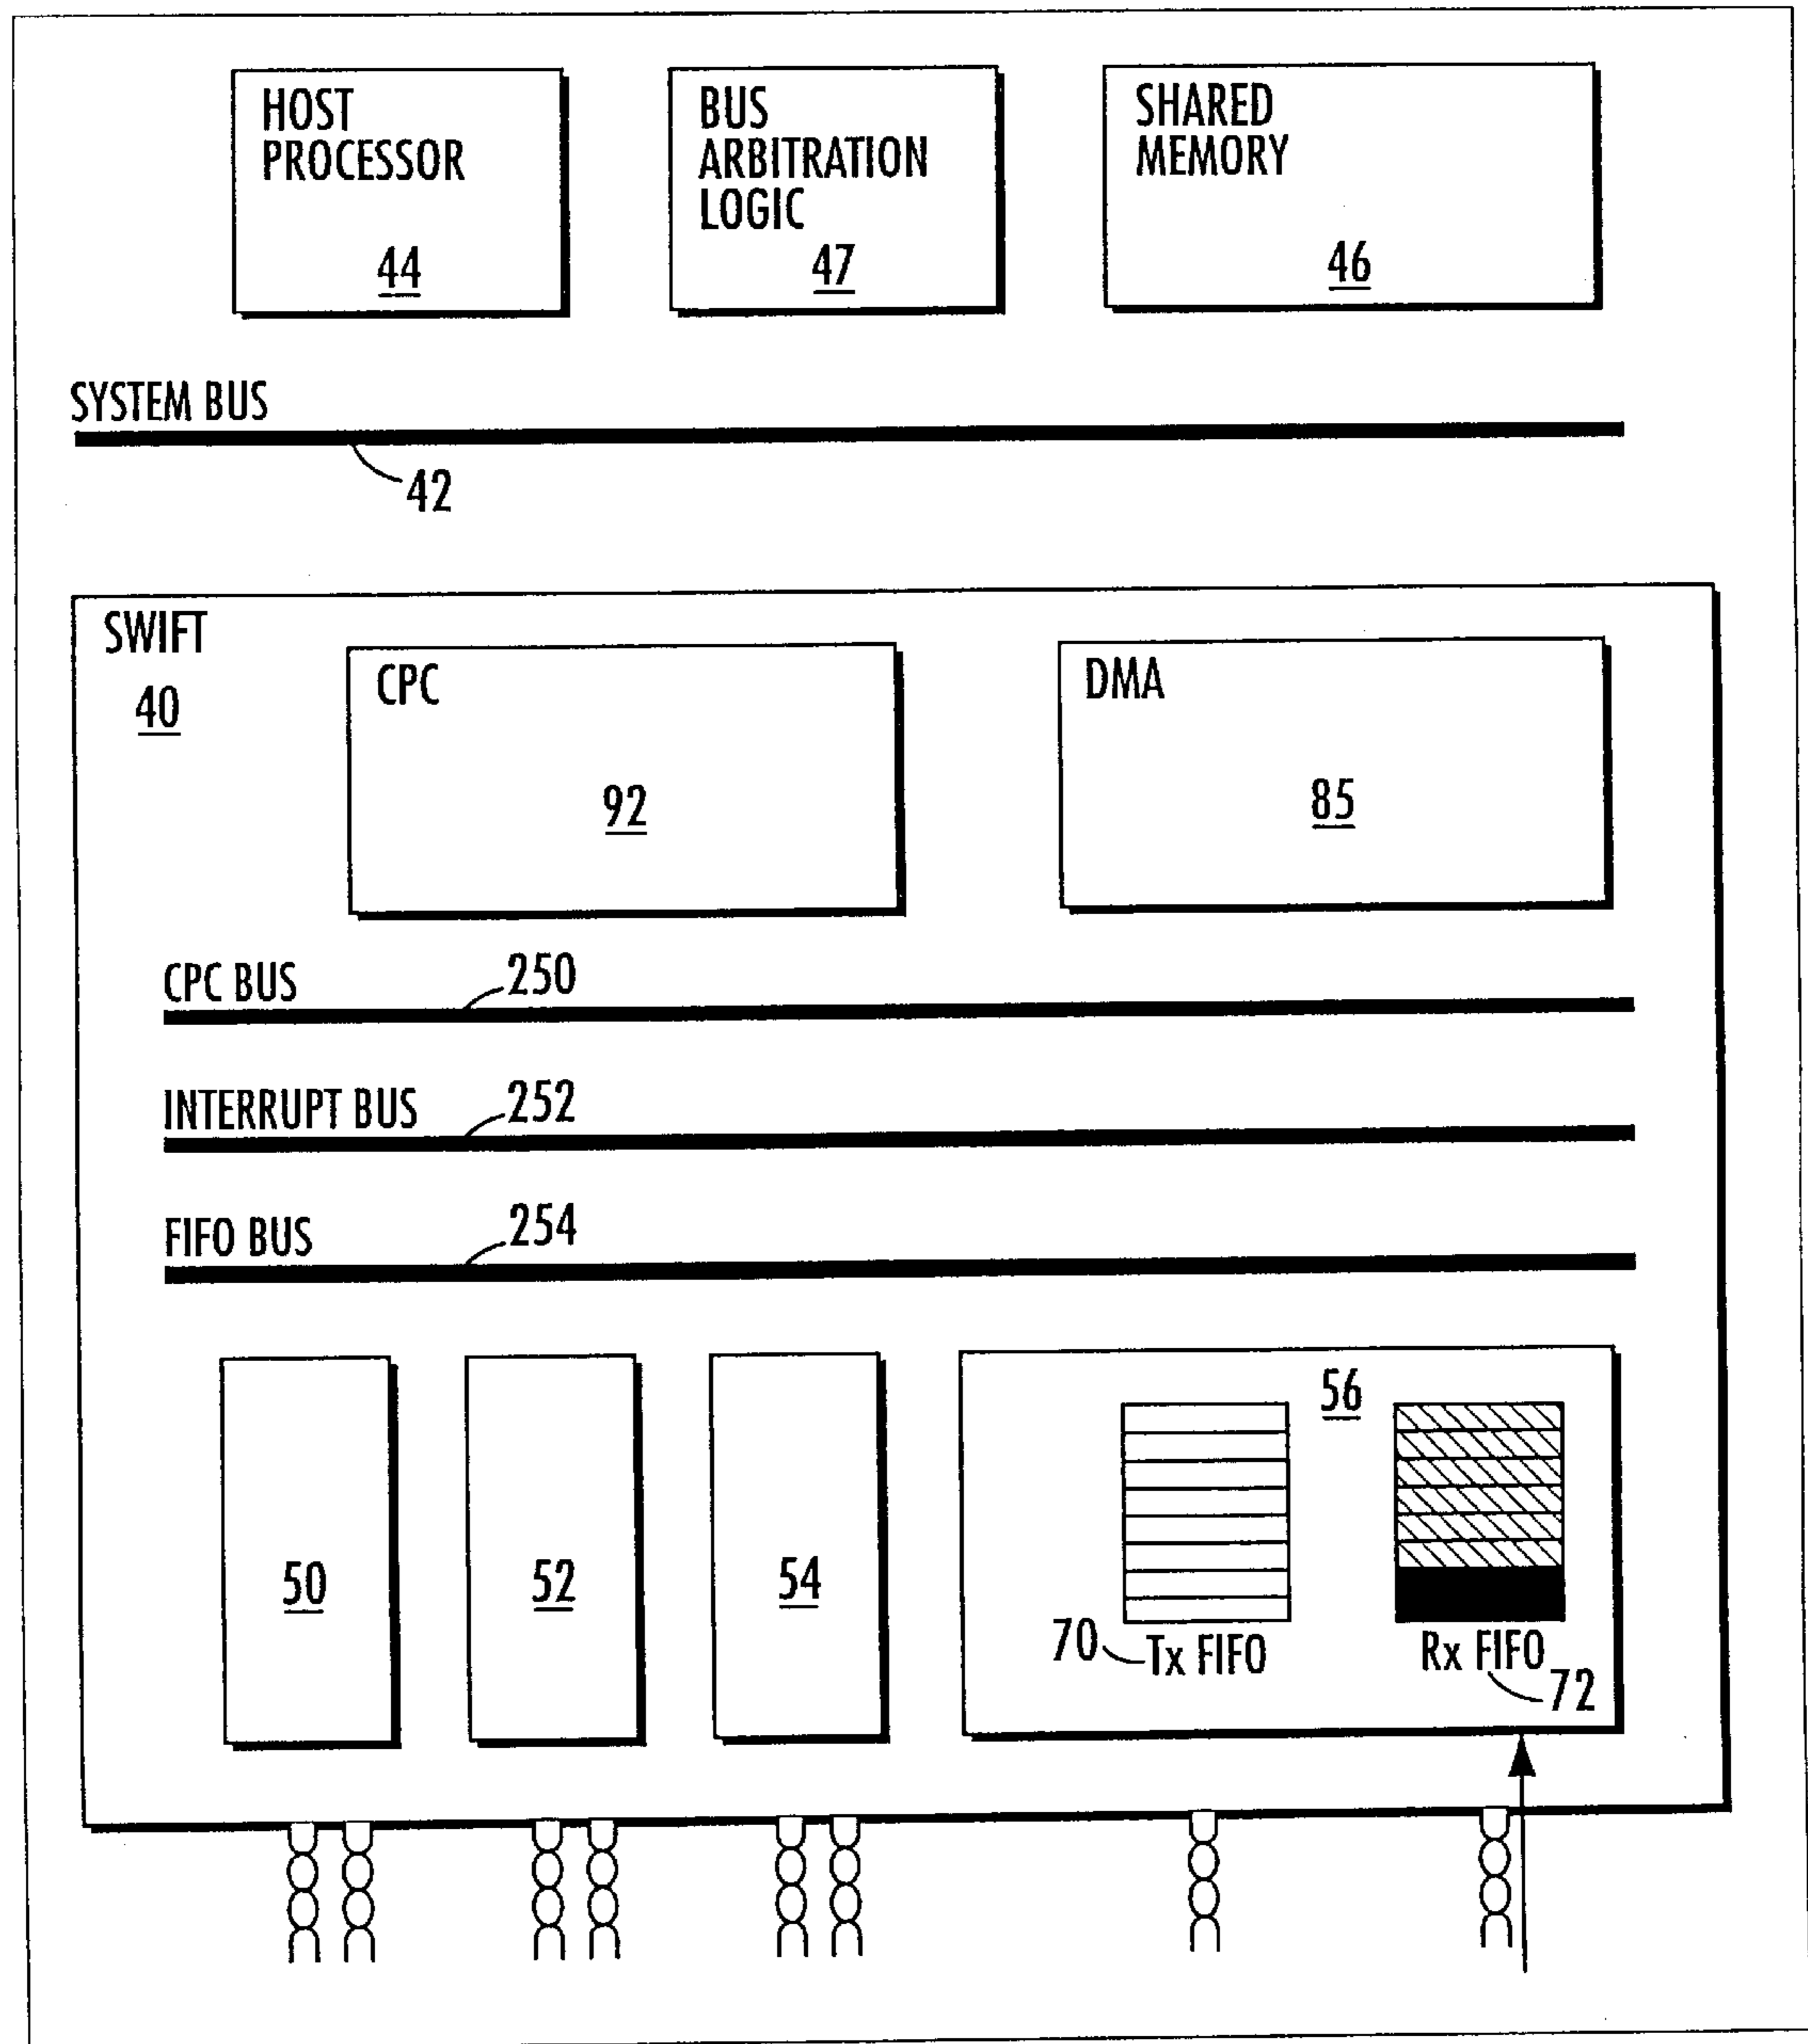 HOST
PROCESSOR
44
BUS
ARBITRATION
LOGIC
47
SHARED
MEMORY
46
SYSTEM BUS
42
SWIFT
40
CPC
92
DMA
85
CPC BUS
250
INTERRUPT BUS
252
FIFO BUS
254
50
52
54
56
70
Tx FIFO
Rx FIFO
72